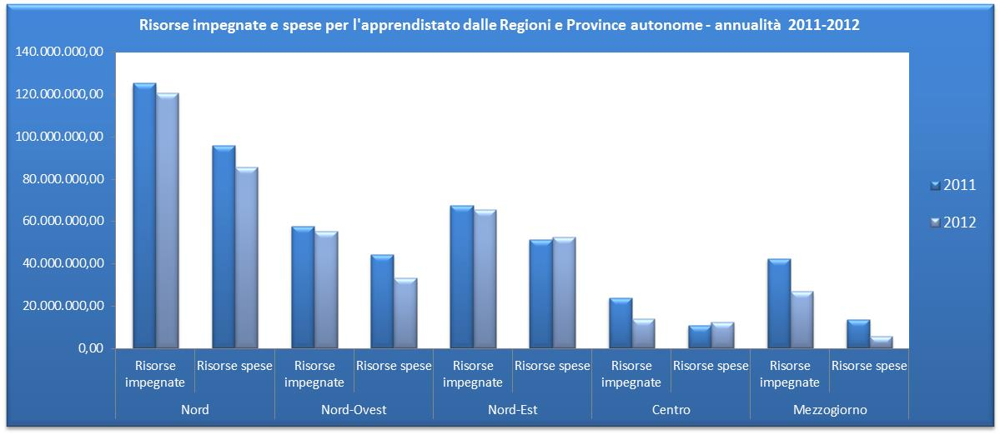 Risorse impegnate e spese per l'apprendistato dalle Regioni e Province autonome - annualità 2011-2012
140.000.000,00
120.000.000,00
100.000.000,00
80.000.000,00
60.000.000,00
40.000.000,00
20.000.000,00
0,00
2011
2012
Risorse impegnate
Risorse spese
Risorse impegnate
Risorse spese
Risorse impegnate
Risorse spese
Risorse impegnate
Risorse spese
Risorse impegnate
Risorse spese
Nord
Nord-Ovest
Nord-Est
Centro
Mezzogiorno